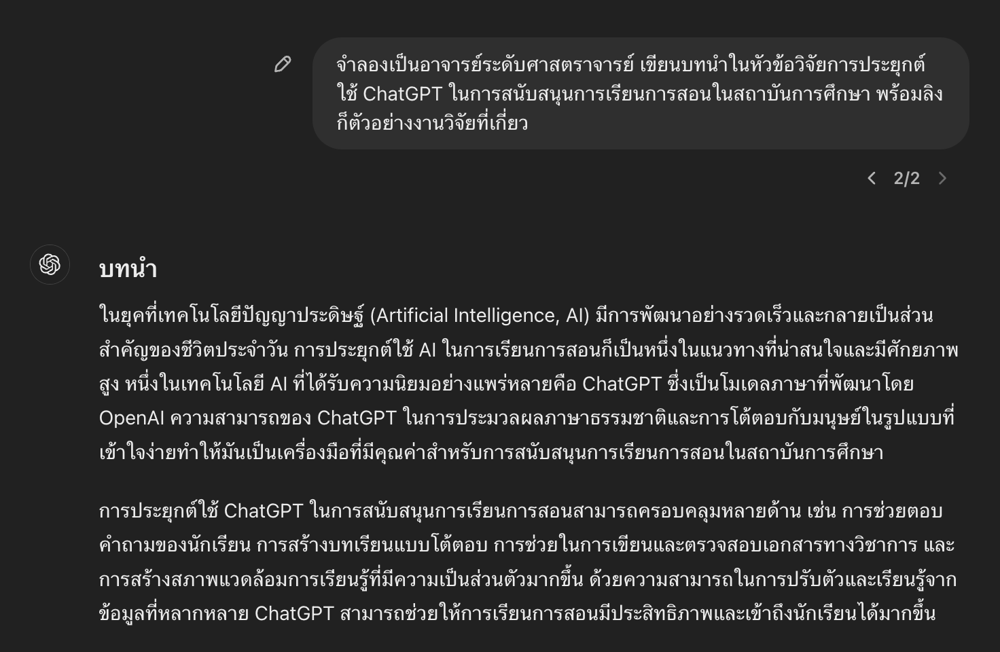 จำลองเป็นอาจารย์ระดับศาสตราจารย์ เขียนบทนำในหัวข้อวิจัยการประยุกต์
ใช้ ChatGPT ในการสนับสนุนการเรียนการสอนในสถาบันการศึกษา พร้อมลิง
ก็ตัวอย่างงานวิจัยที่เกี่ยว
2/2
บทนำ
ในยุคที่เทคโนโลยีปัญญาประดิษฐ์ (Artificial Intelligence, AI) มีการพัฒนาอย่างรวดเร็วและกลายเป็นส่วน
สำคัญของชีวิตประจำวัน การประยุกต์ใช้ AI ในการเรียนการสอนก็เป็นหนึ่งในแนวทางที่น่าสนใจและมีศักยภาพ
สูง หนึ่งในเทคโนโลยี AI ที่ได้รับความนิยมอย่างแพร่หลายคือ ChatGPT ซึ่งเป็นโมเดลภาษาที่พัฒนาโดย
OpenAI ความสามารถของ ChatGPT ในการประมวลผลภาษาธรรมชาติและการโต้ตอบกับมนุษย์ในรูปแบบที่
เข้าใจง่ายทำให้มันเป็นเครื่องมือที่มีคุณค่าสำหรับการสนับสนุนการเรียนการสอนในสถาบันการศึกษา
การประยุกต์ใช้ ChatGPT ในการสนับสนุนการเรียนการสอนสามารถครอบคลุมหลายด้าน เช่น การช่วยตอบ
คำถามของนักเรียน การสร้างบทเรียนแบบโต้ตอบ การช่วยในการเขียนและตรวจสอบเอกสารทางวิชาการ และ
การสร้างสภาพแวดล้อมการเรียนรู้ที่มีความเป็นส่วนตัวมากขึ้น ด้วยความสามารถในการปรับตัวและเรียนรู้จาก
ข้อมูลที่หลากหลาย ChatGPT สามารถช่วยให้การเรียนการสอนมีประสิทธิภาพและเข้าถึงนักเรียนได้มากขึ้น